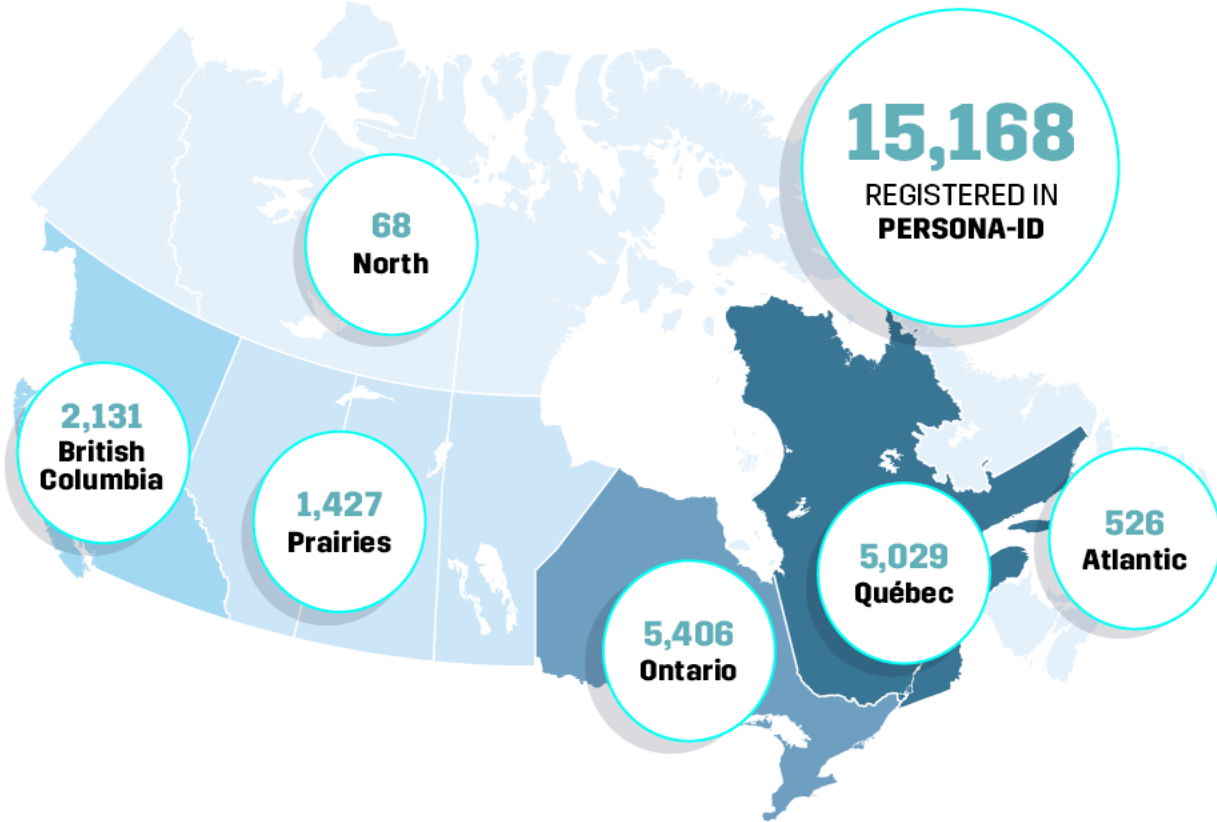 15,168
REGISTERED IN
PERSONA-ID
68
North
2,131
British
Columbia
1,427
Prairies
5,406
Ontario
5,029
Québec
526
Atlantic